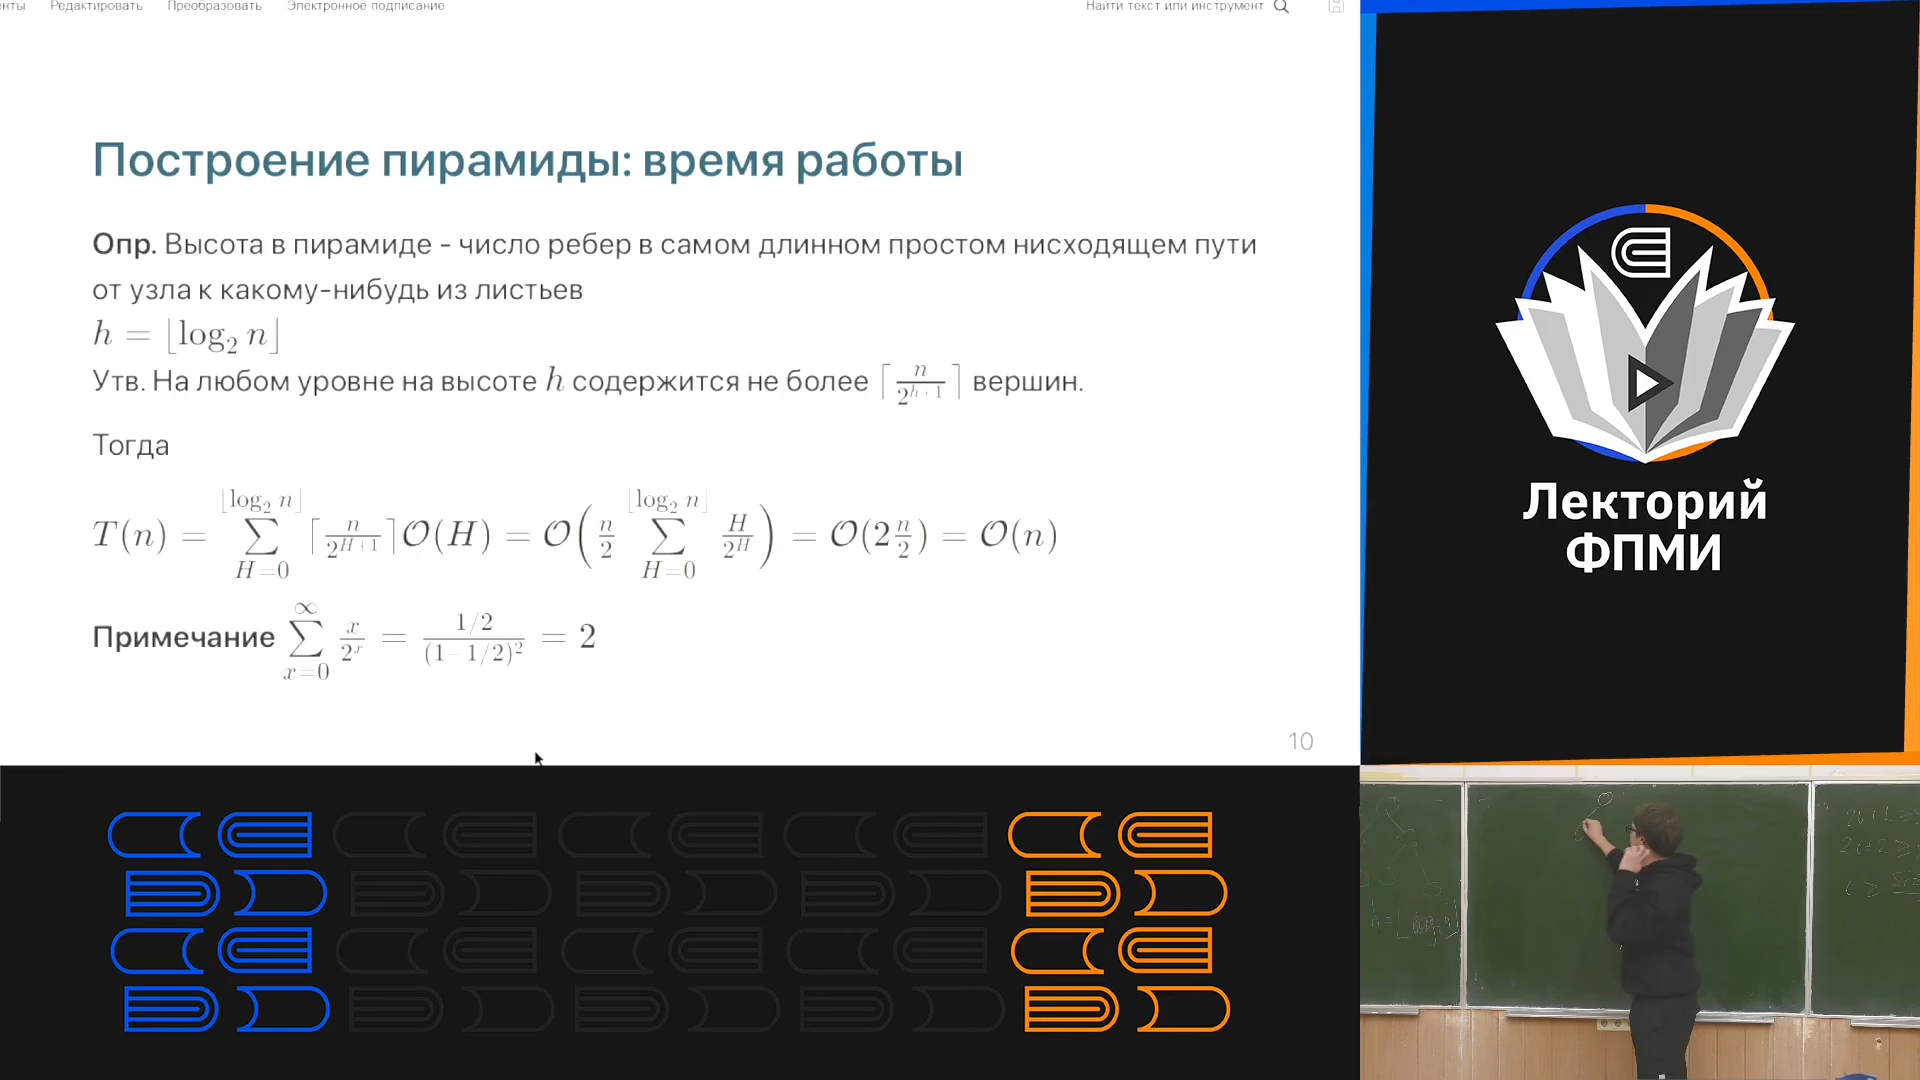 Редактировать Преобразовать Электронное подписание Найти текст или инструмент
Построение пирамиды: время работы
Опр. Высота в пирамиде - число ребер в самом длинном простом нисходящем пути
от узла к какому-нибудь из листьев
h = ⌊log₂ n⌋
Утв. На любом уровне на высоте h содержится не более ⌈n/2^{h+1}⌉ вершин.
Тогда
T(n) = ∑_{H=0}^{⌊log₂ n⌋} ⌈n/2^{H+1}⌉ O(H) = O(n/2 ∑_{H=0}^{⌊log₂ n⌋} H/2^H) = O(2 n/2) = O(n)
Примечание ∑_{x=0}^{∞} x/2^x = (1/2)/(1−1/2)² = 2
10
Лекторий
ФПМИ